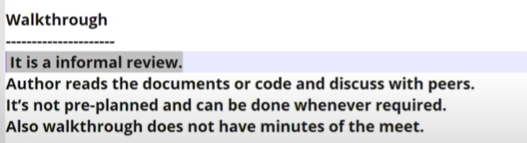 Walkthrough
---------------------
It is a informal review.
Author reads the documents or code and discuss with peers.
It's not pre-planned and can be done whenever required.
Also walkthrough does not have minutes of the meet.